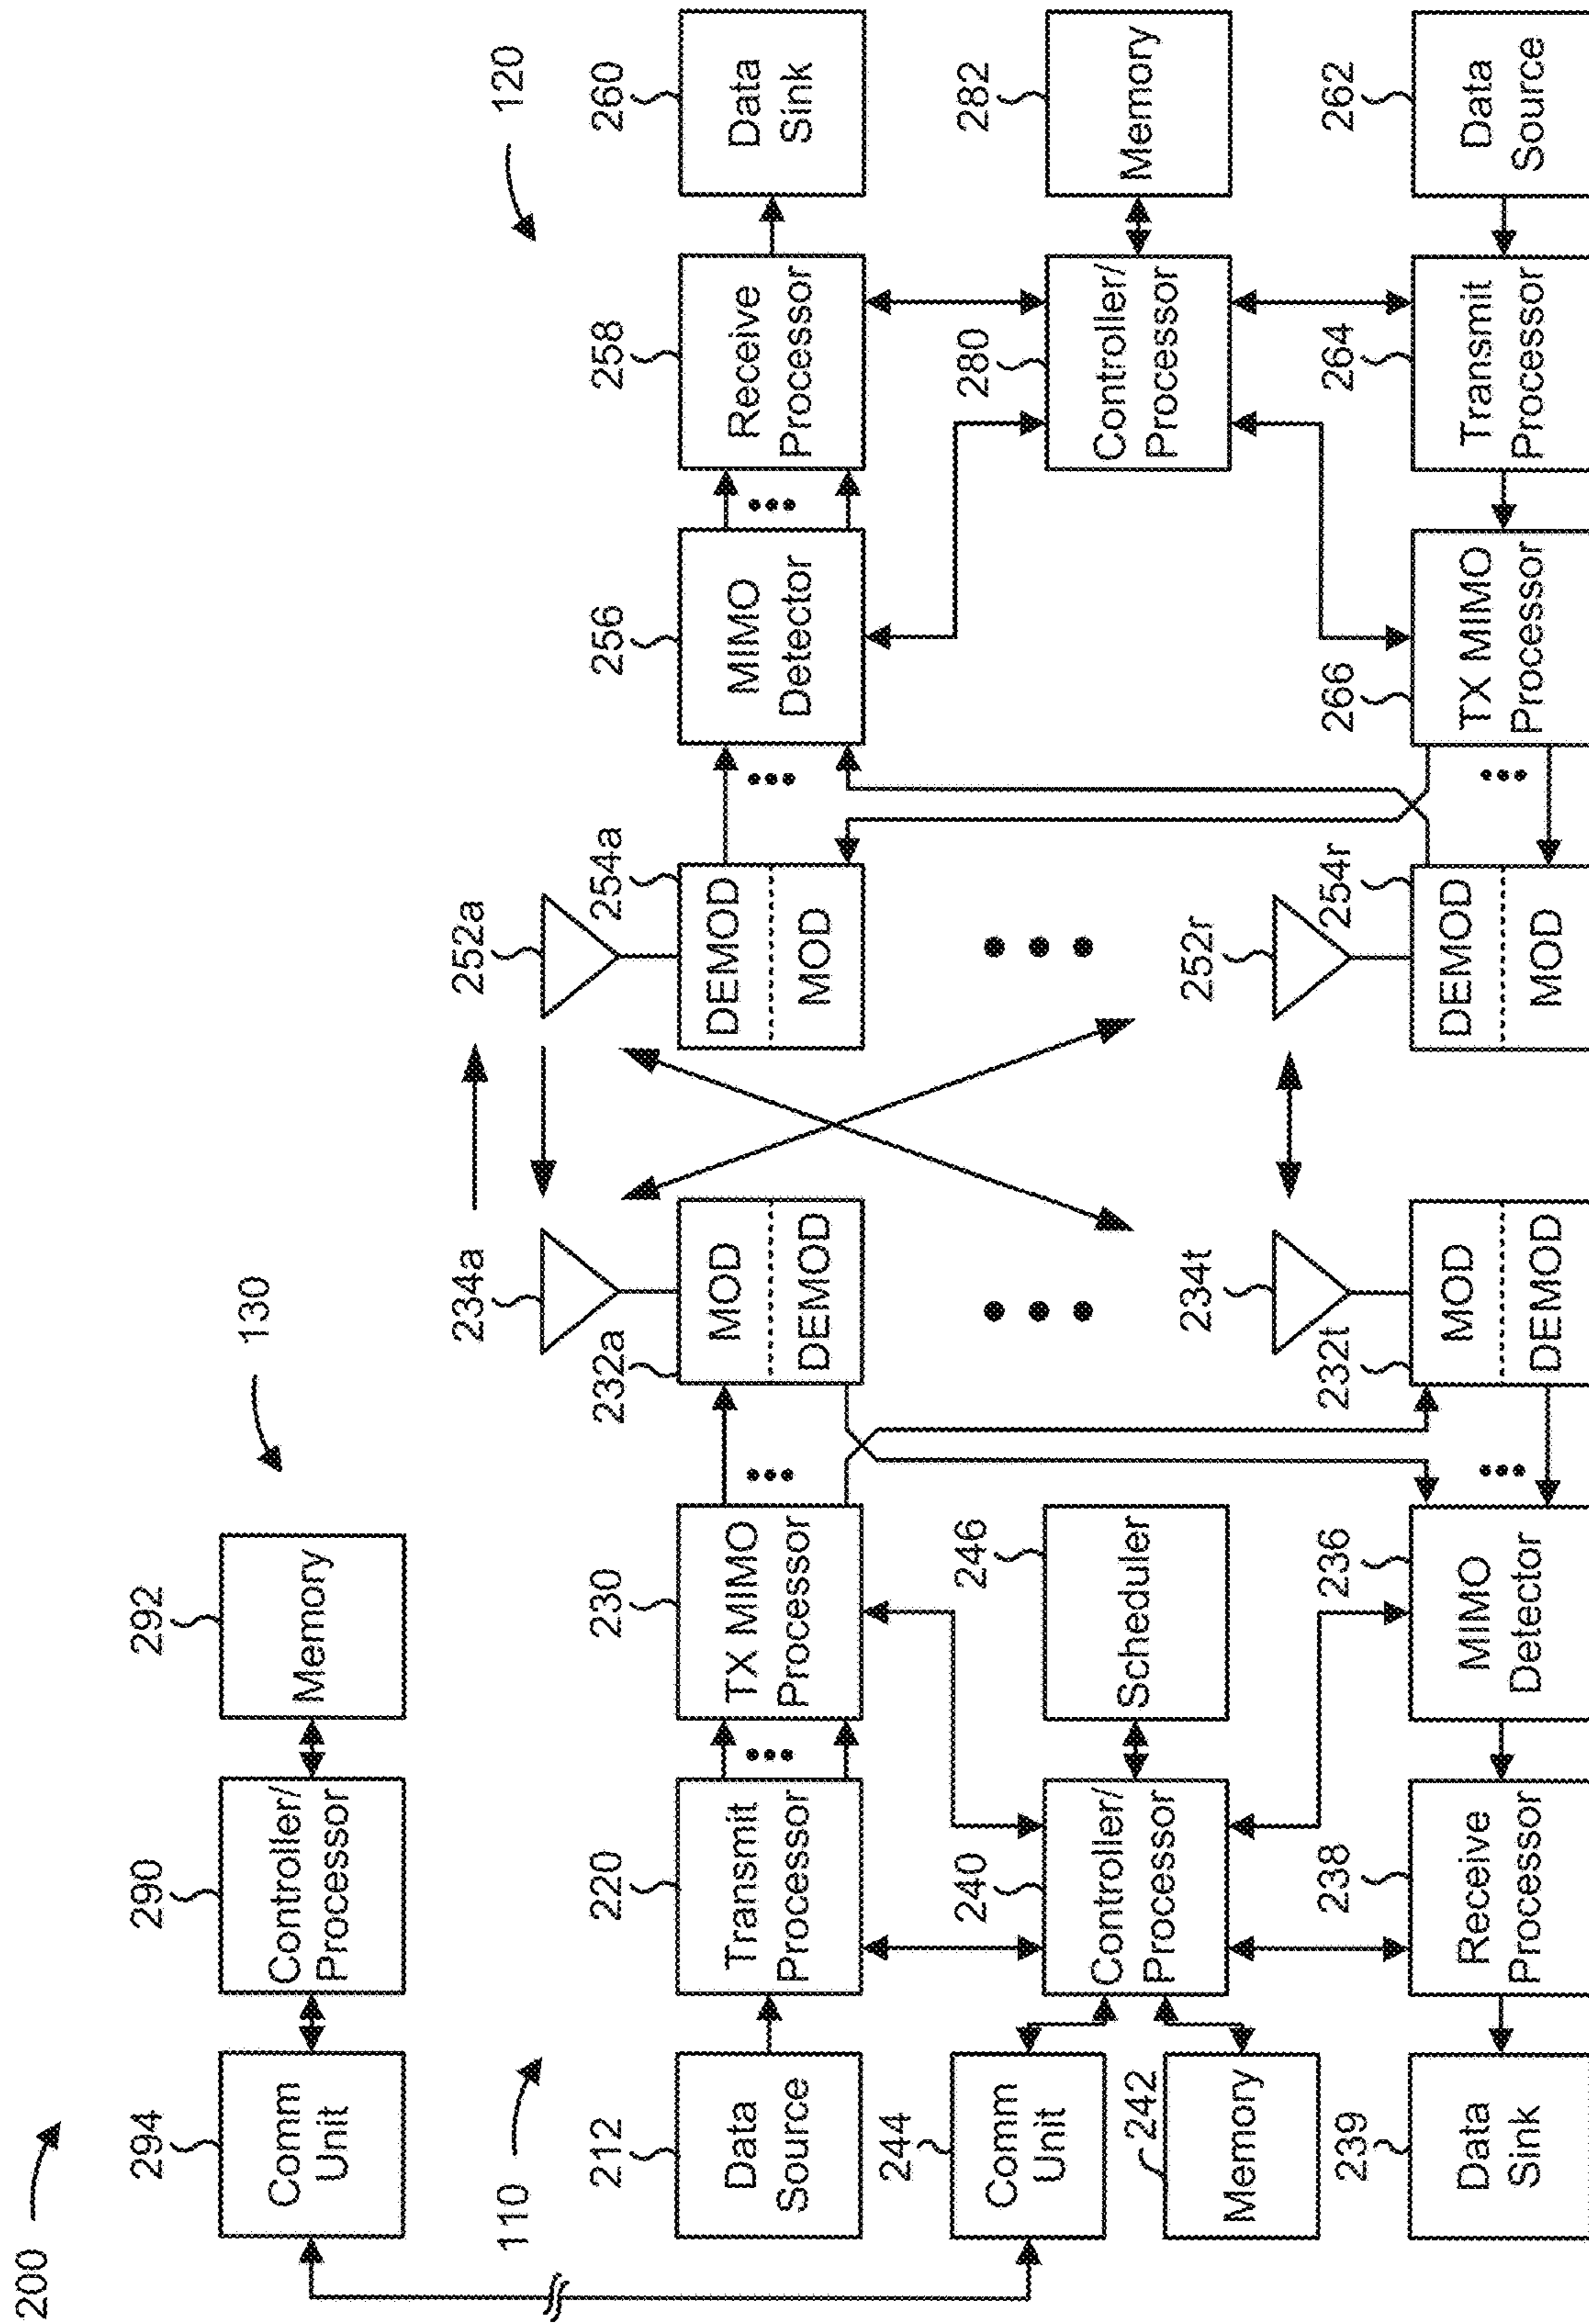 200
130
294
290
292
Comm
Unit
Controller/
Processor
Memory
110
120
212
220
230
232a
234a
252a
254a
256
258
260
Data
Source
Transmit
Processor
TX MIMO
Processor
MOD
DEMOD
DEMOD
MOD
MIMO
Detector
Receive
Processor
Data
Sink
244
240
246
280
282
Comm
Unit
242
Memory
Controller/
Processor
Scheduler
Controller/
Processor
Memory
239
238
236
232t
234t
252r
254r
266
264
262
Data
Sink
Receive
Processor
MIMO
Detector
MOD
DEMOD
DEMOD
MOD
TX MIMO
Processor
Transmit
Processor
Data
Source